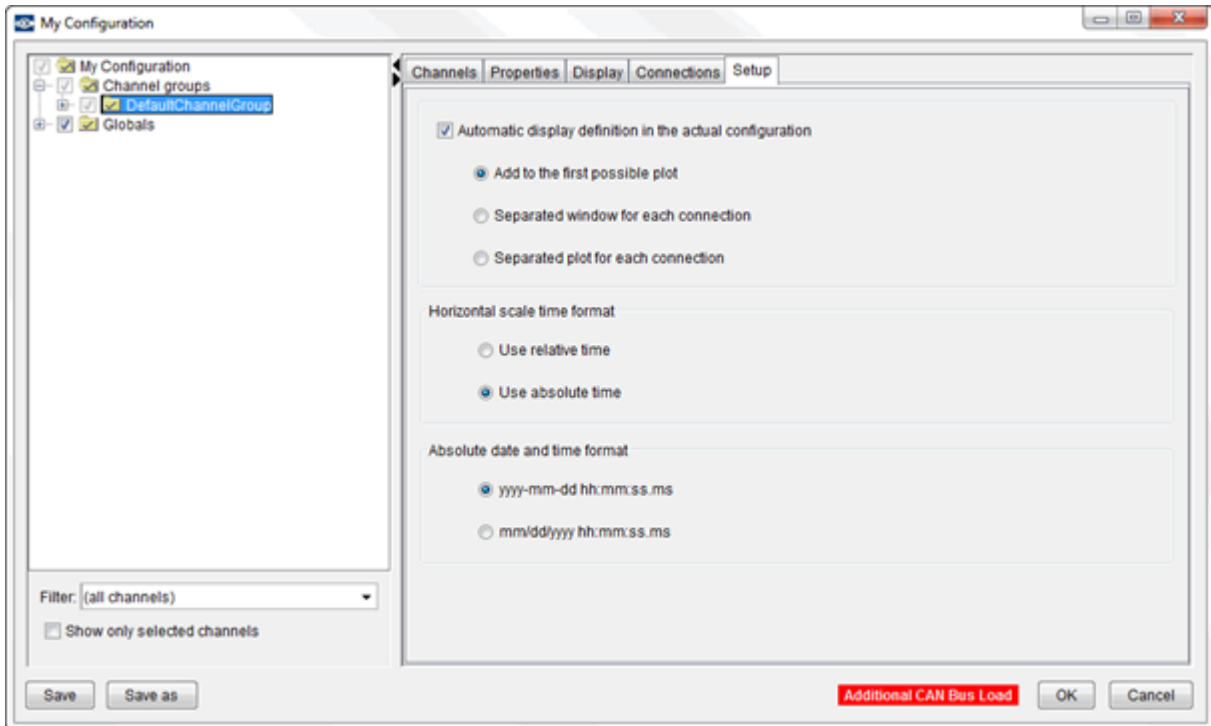 My Configuration
My Configuration
Channel groups
DefaultChannelGroup
Globals
Filter: (all channels)
Show only selected channels
Channels Properties Display Connections Setup
Automatic display definition in the actual configuration
Add to the first possible plot
Separated window for each connection
Separated plot for each connection
Horizontal scale time format
Use relative time
Use absolute time
Absolute date and time format
yyyy-mm-dd hh:mm:ss.ms
mm/dd/yyyy hh:mm:ss.ms
Save Save as Additional CAN Bus Load OK Cancel